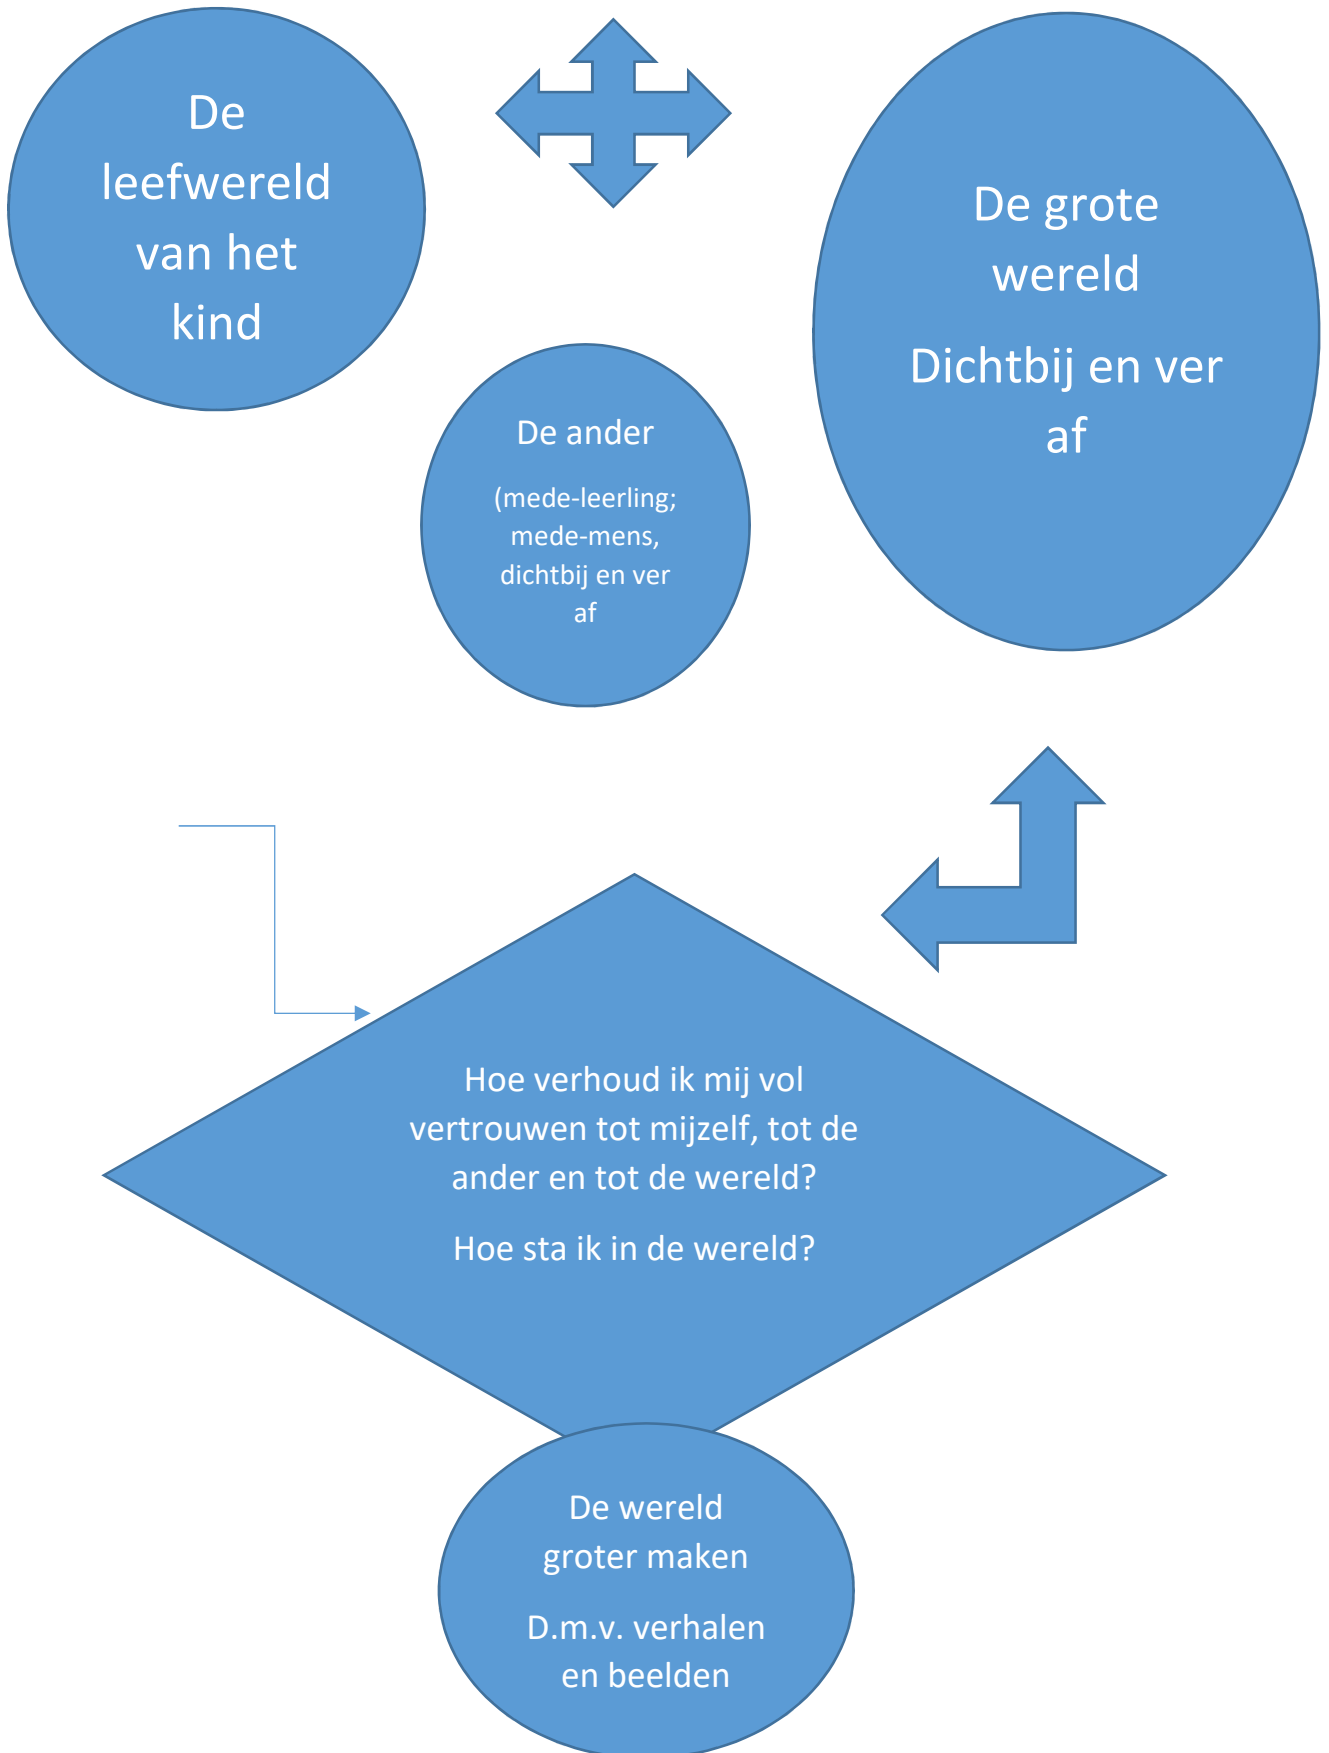 De
leefwereld
van het
kind
De grote
wereld
Dichtbij en ver
af
De ander
(mede-leerling;
mede-mens,
dichtbij en ver
af
Hoe verhoud ik mij vol
vertrouwen tot mijzelf, tot de
ander en tot de wereld?
Hoe sta ik in de wereld?
De wereld
groter maken
D.m.v. verhalen
en beelden